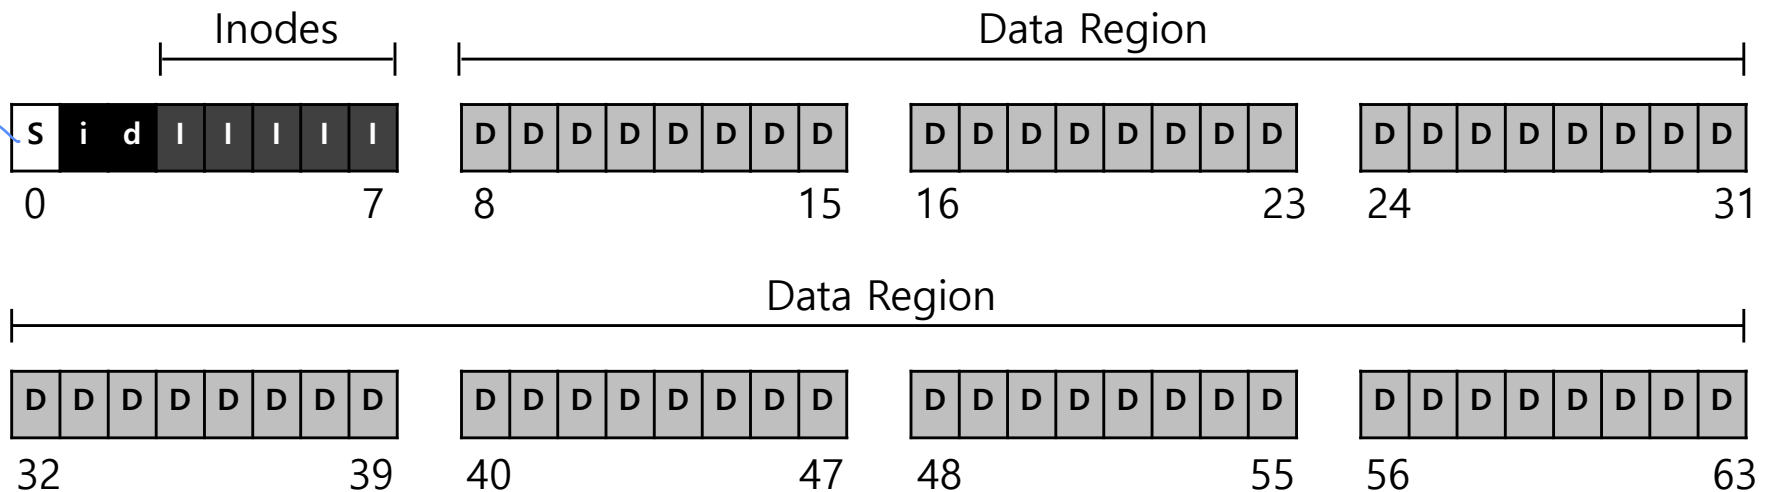 Inodes Data Region
S i d I I I I I D D D D D D D D D D D D D D D D D D D D D D D D
0 7 8 15 16 23 24 31
Data Region
D D D D D D D D D D D D D D D D D D D D D D D D D D D D D D D D
32 39 40 47 48 55 56 63